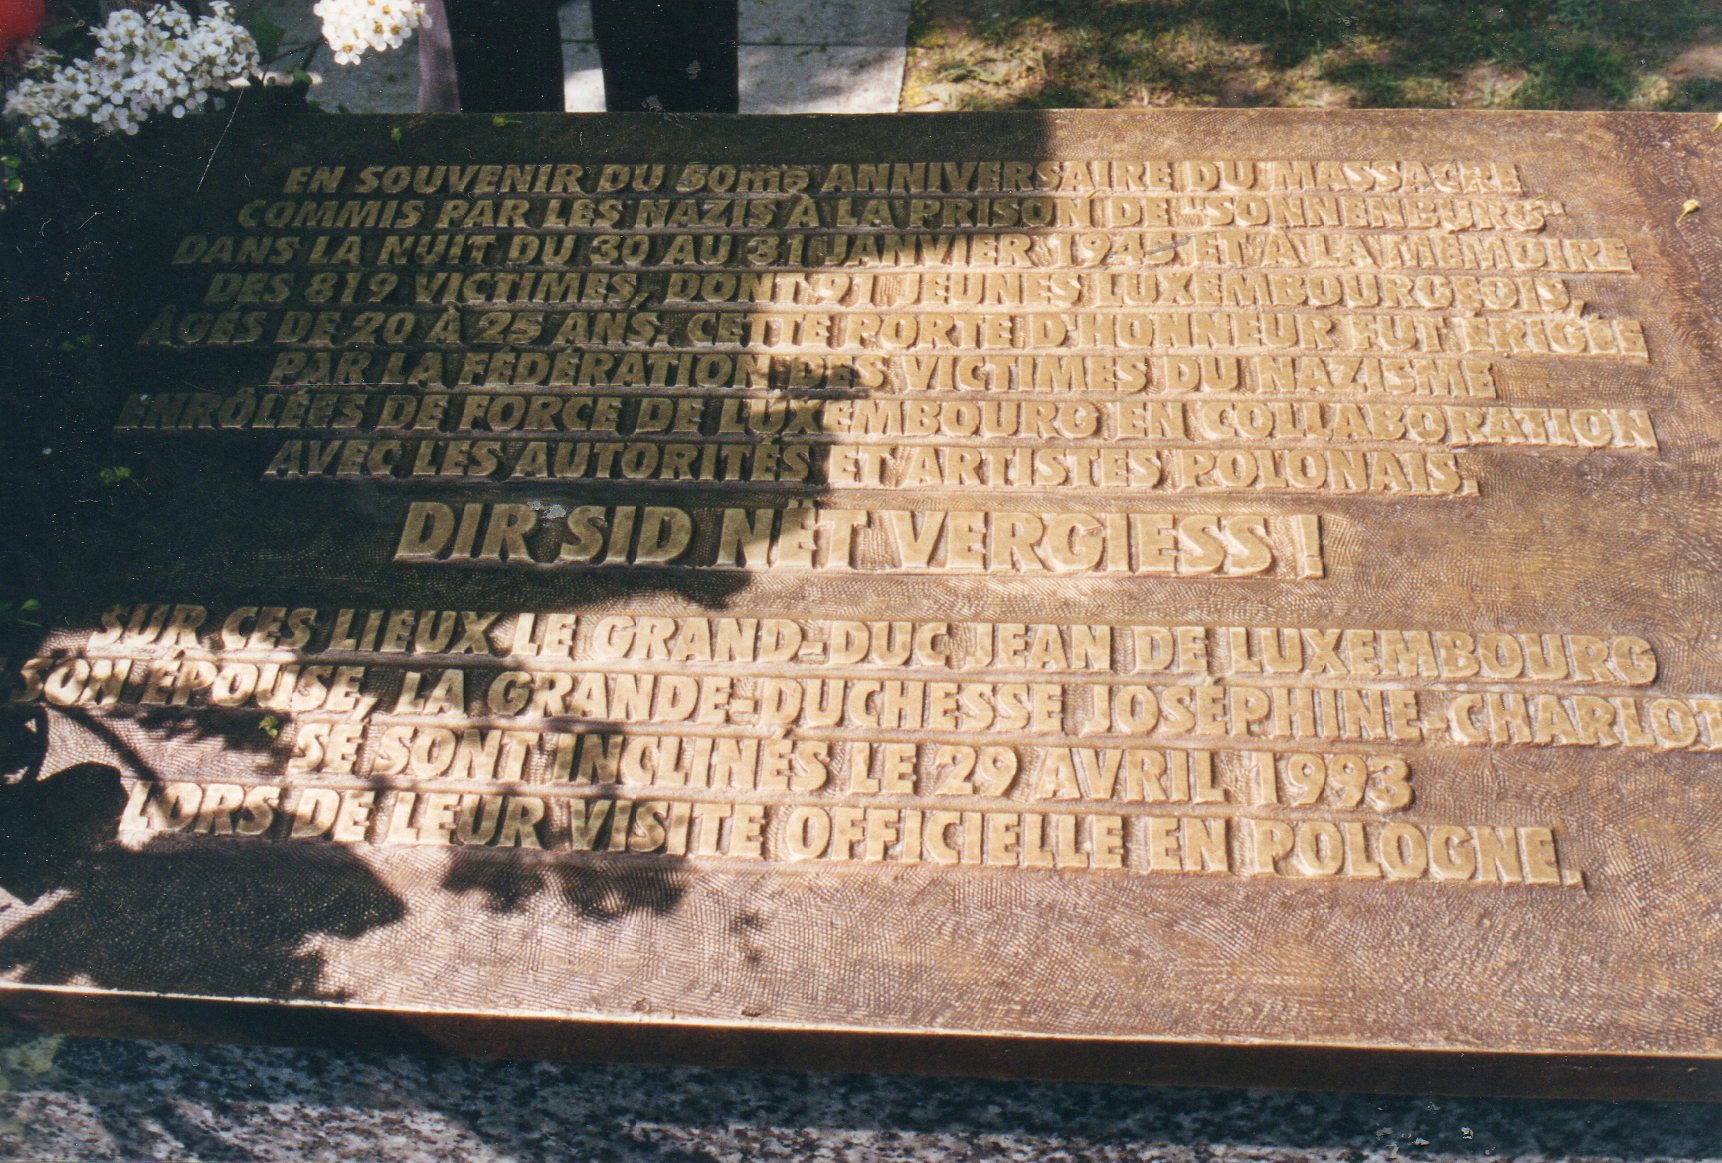 EN SOUVENIR DU 50me ANNIVERSAIRE DU MASSACRE
COMMIS PAR LES NAZIS À LA PRISON DE "SONNENBURG"
DANS LA NUIT DU 30 AU 31 JANVIER 1945 ET À LA MÉMOIRE
DES 819 VICTIMES, DONT 91 JEUNES LUXEMBOURGEOIS,
ÂGÉS DE 20 À 25 ANS. CETTE PORTE D'HONNEUR FUT ÉRIGÉE
PAR LA FÉDÉRATION DES VICTIMES DU NAZISME
ENRÔLÉES DE FORCE DE LUXEMBOURG EN COLLABORATION
AVEC LES AUTORITÉS ET ARTISTES POLONAIS.
DIR SID NËT VERGIESS !
SUR CES LIEUX LE GRAND-DUC JEAN DE LUXEMBOURG
SON ÉPOUSE, LA GRANDE-DUCHESSE JOSÉPHINE-CHARLOT
SE SONT INCLINÉS LE 29 AVRIL 1993
LORS DE LEUR VISITE OFFICIELLE EN POLOGNE.